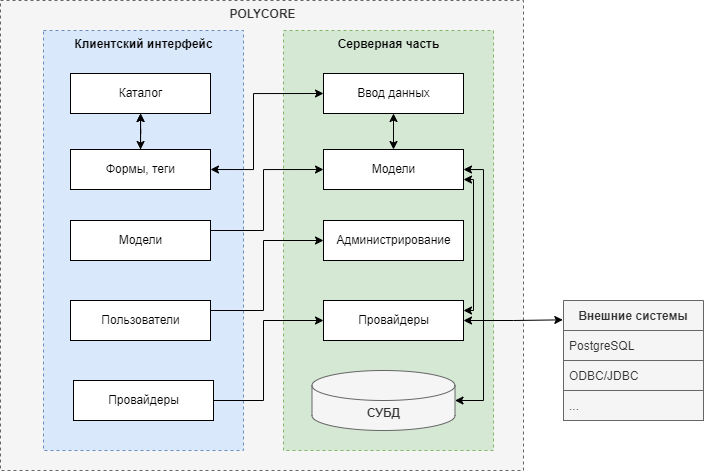 POLYCORE
Клиентский интерфейс
Серверная часть
Каталог
Ввод данных
Формы, теги
Модели
Модели
Администрирование
Пользователи
Провайдеры
Провайдеры
СУБД
Внешние системы
PostgreSQL
ODBC/JDBC
...